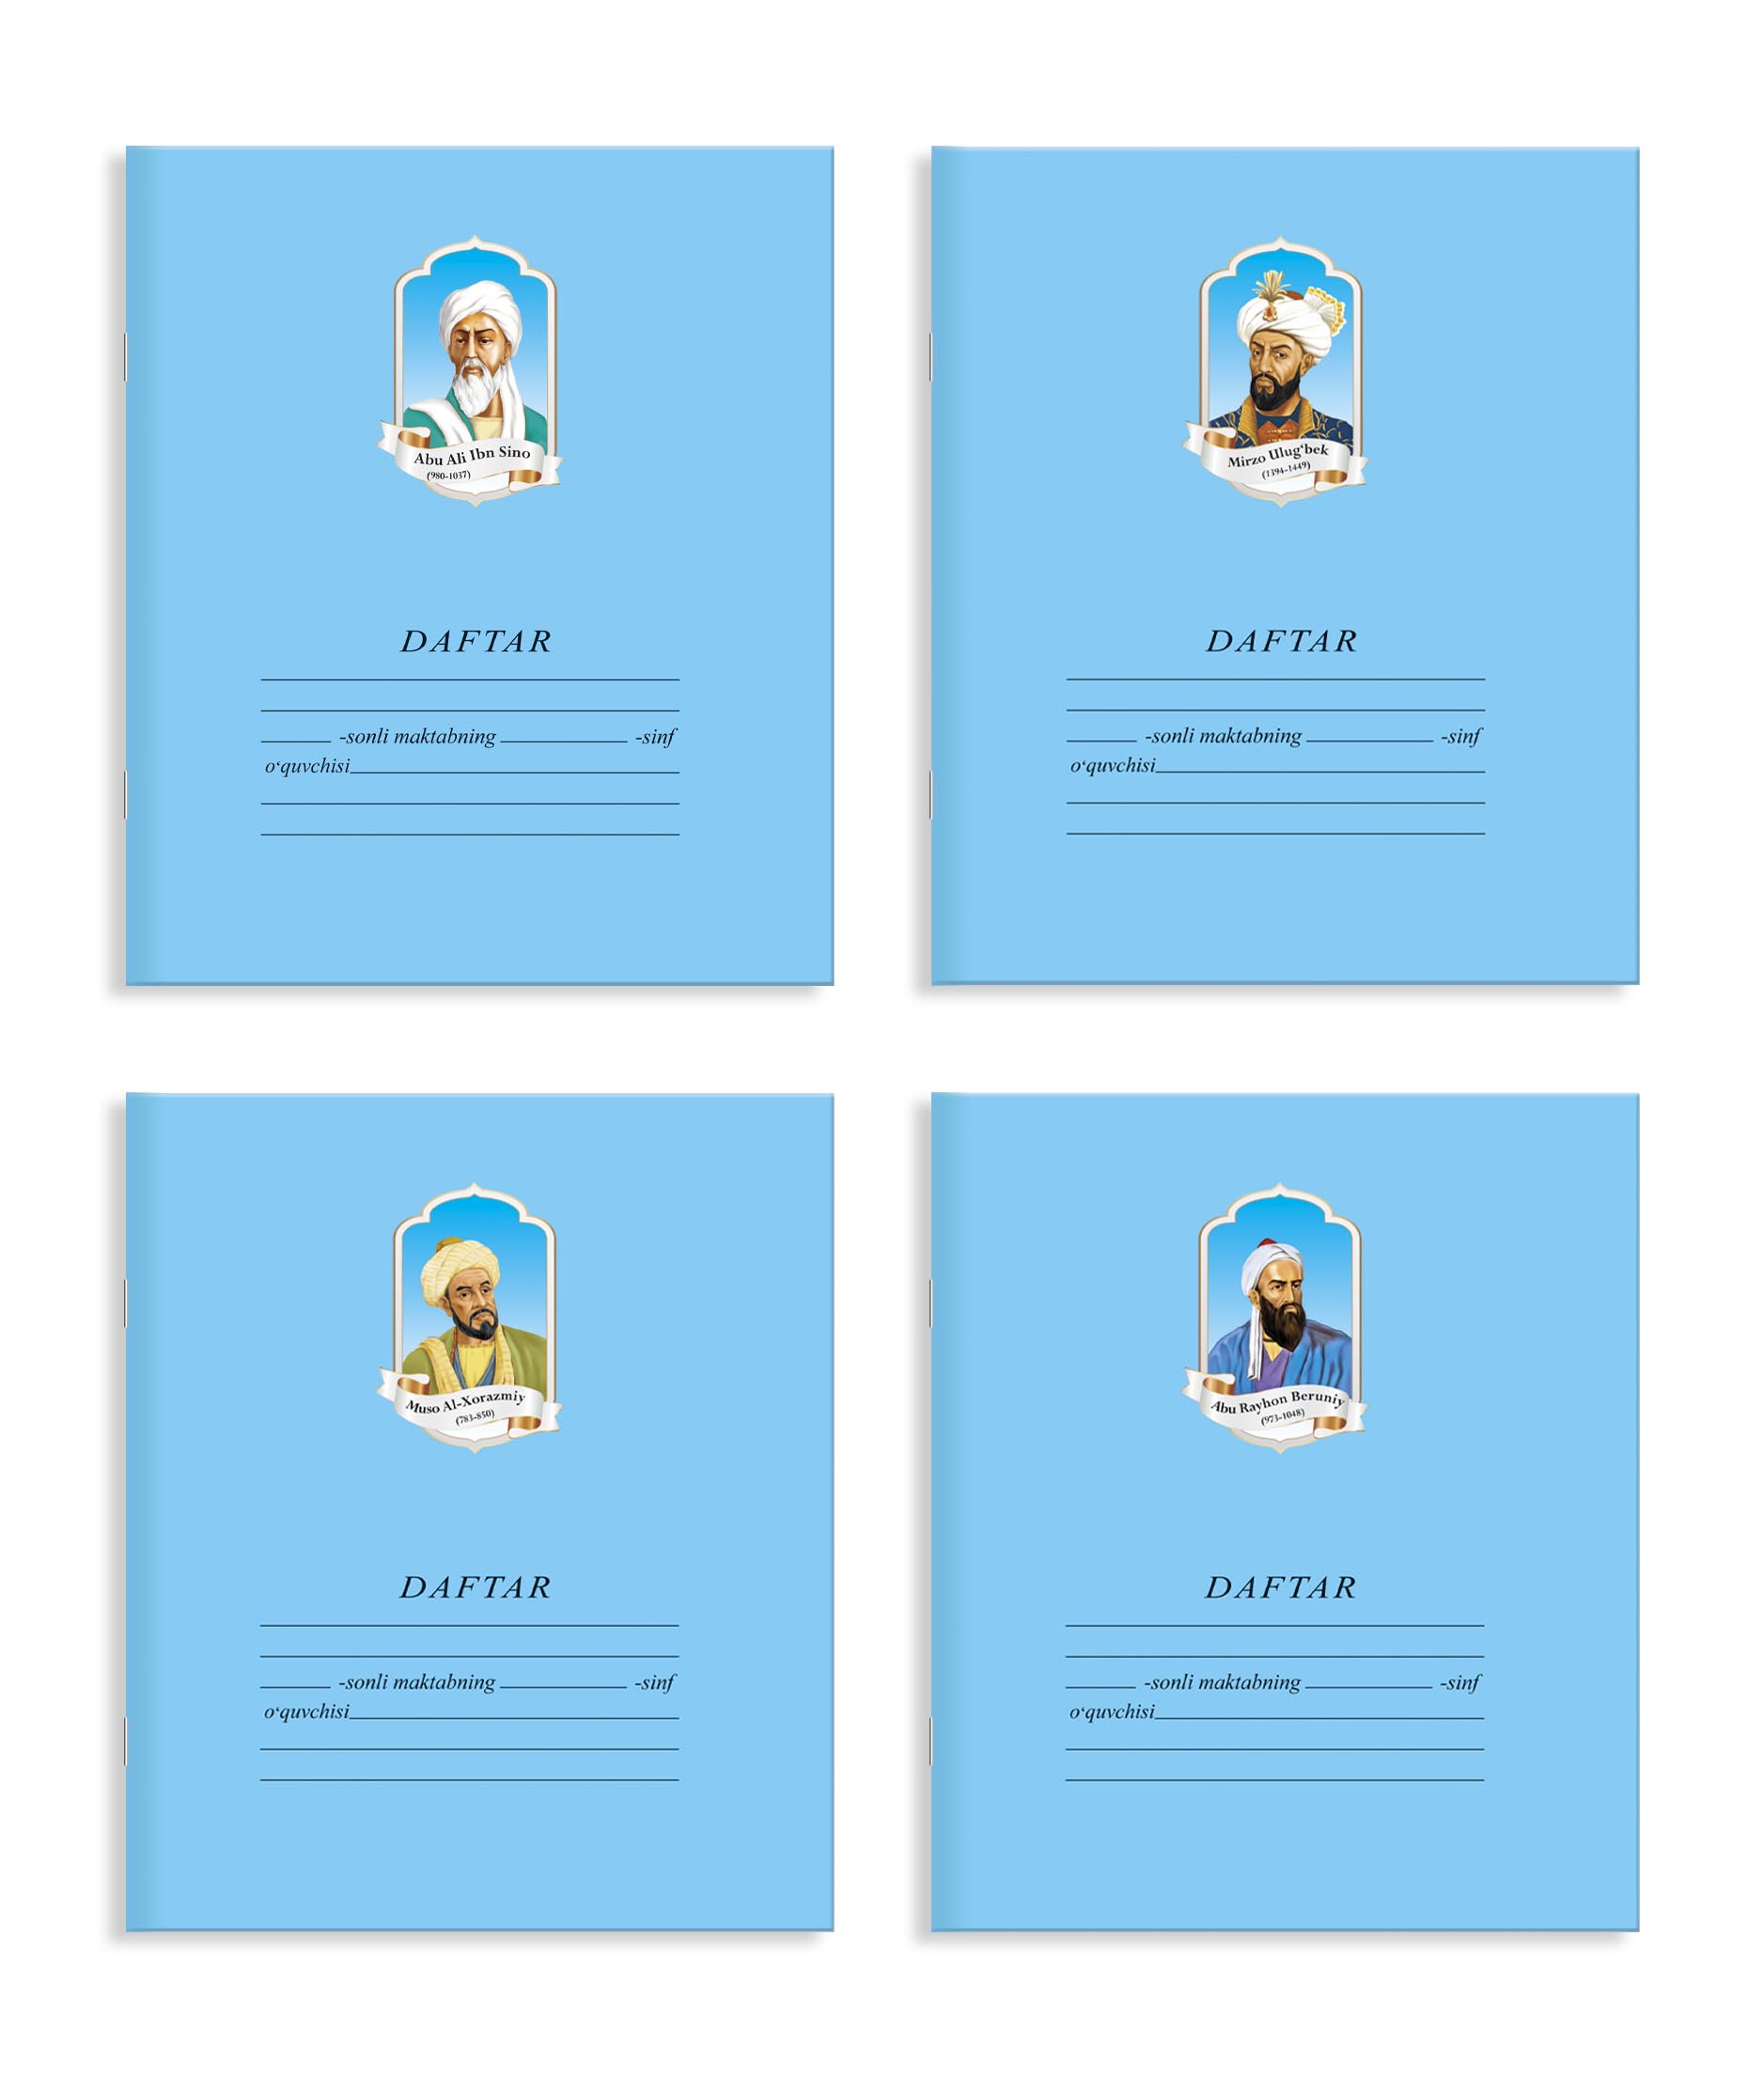 Abu Ali Ibn Sino
(980-1037)
DAFTAR
-sonli maktabning -sinf
o‘quvchisi
Mirzo Ulug‘bek
(1394-1449)
DAFTAR
-sonli maktabning -sinf
o‘quvchisi
Muso Al-Xorazmiy
(783-850)
DAFTAR
-sonli maktabning -sinf
o‘quvchisi
Abu Rayhon Beruniy
(973-1048)
DAFTAR
-sonli maktabning -sinf
o‘quvchisi